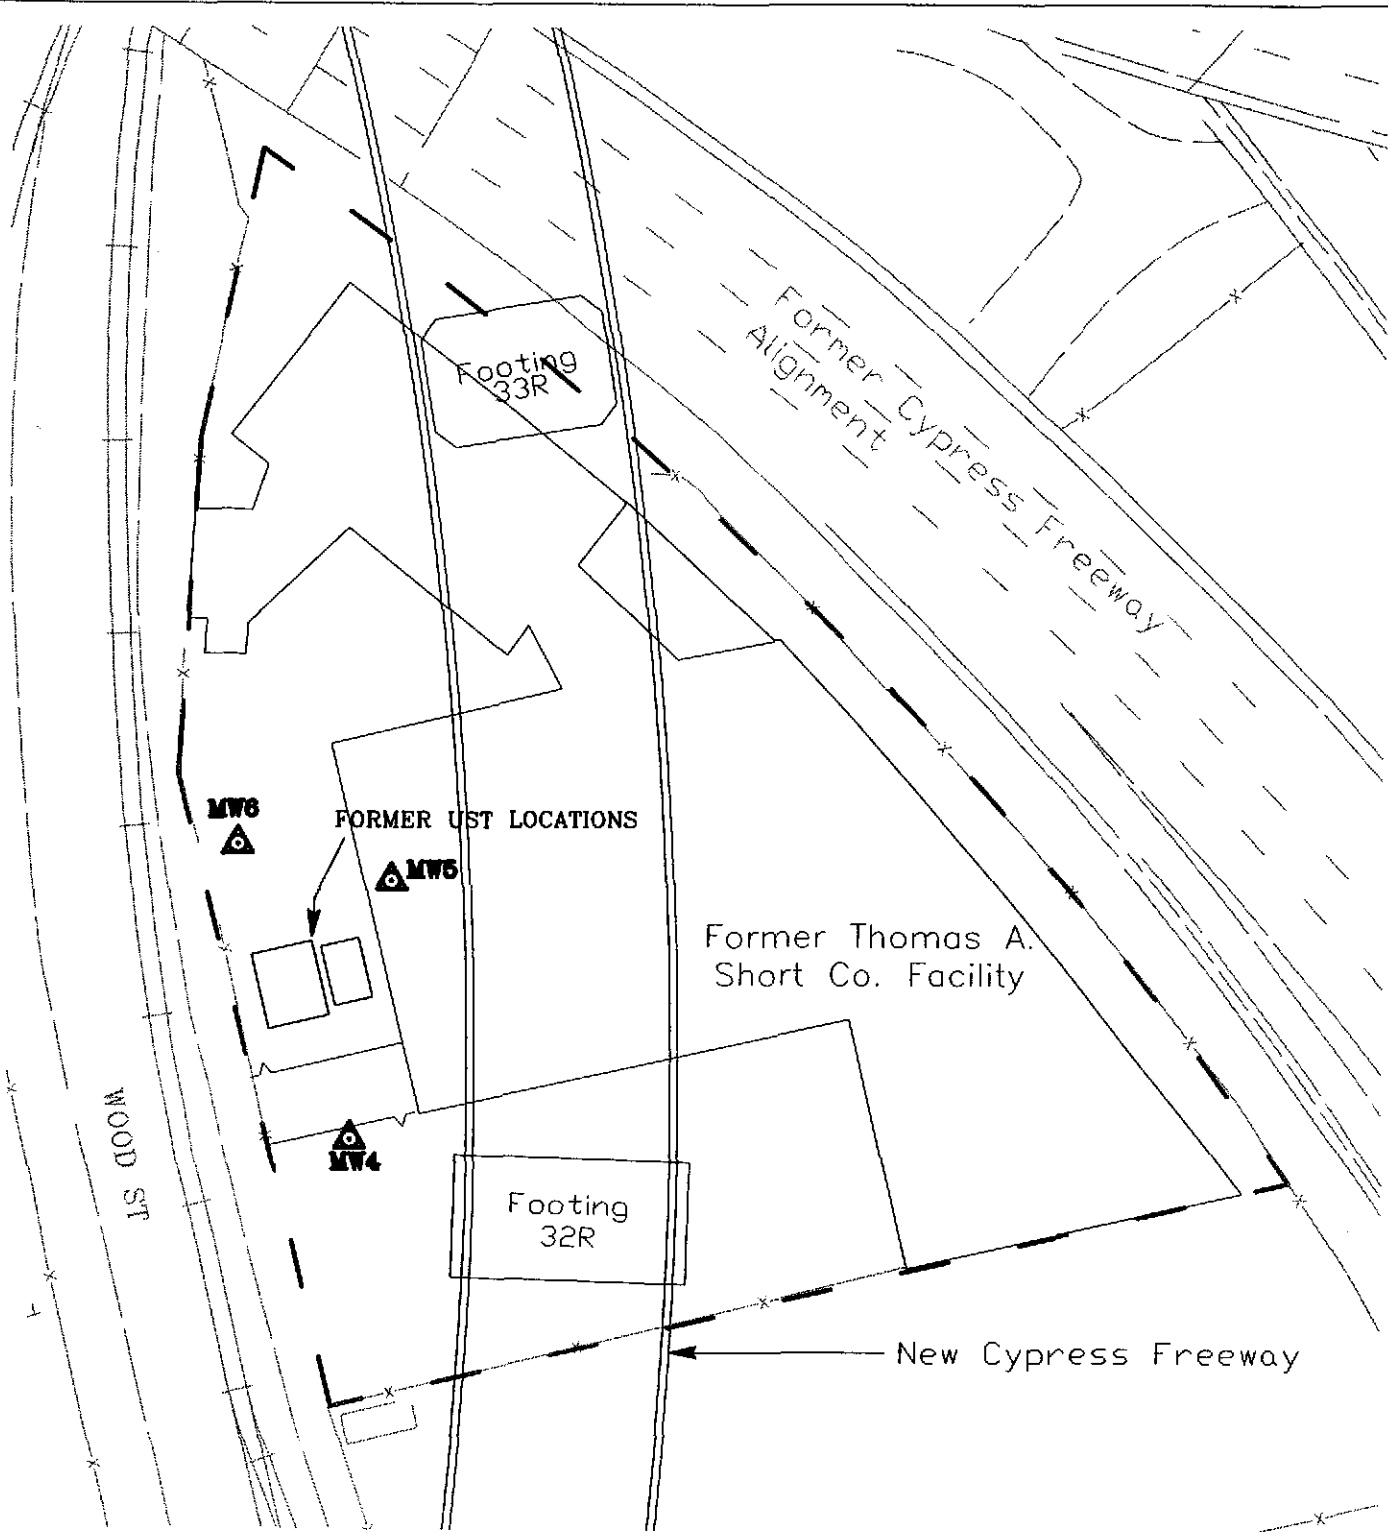 Footing
33R
Former Cypress Freeway
Alignment
MW6
FORMER UST LOCATIONS
MW5
Former Thomas A.
Short Co. Facility
WOOD ST
MW4
Footing
32R
New Cypress Freeway